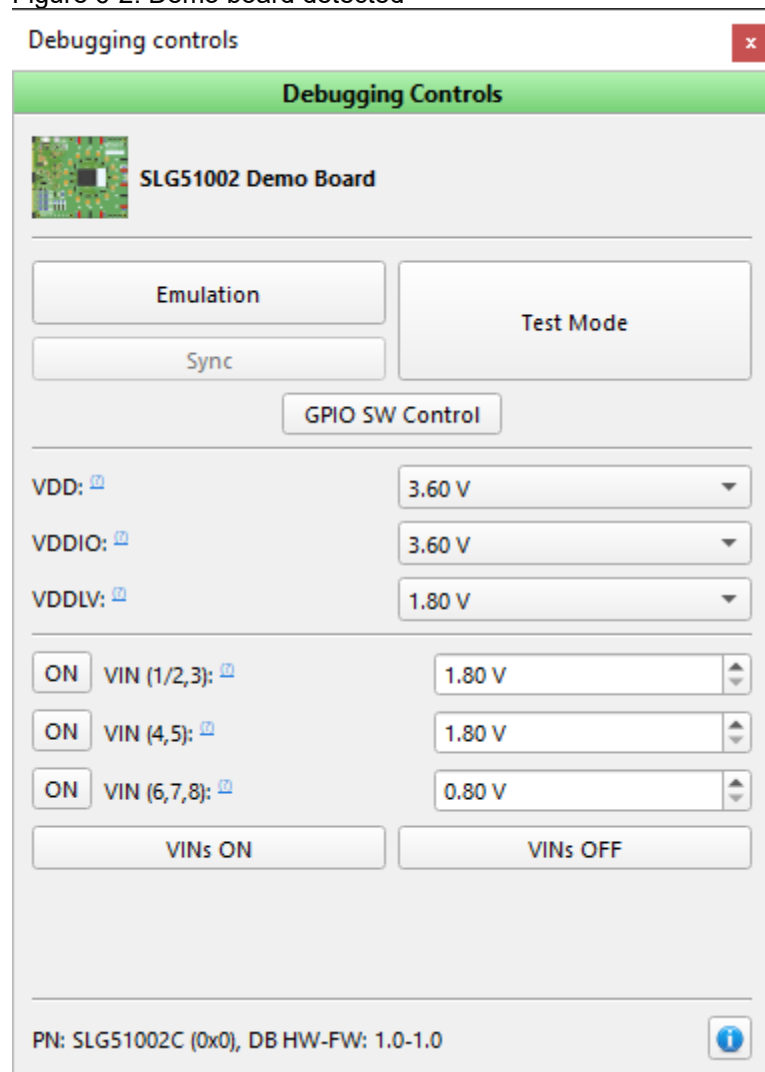 Debugging controls
x
Debugging Controls
SLG51002 Demo Board
Emulation
Test Mode
Sync
GPIO SW Control
VDD: (?) 3.60 V
VDDIO: (?) 3.60 V
VDDLV: (?) 1.80 V
ON VIN (1/2,3): (?) 1.80 V
ON VIN (4,5): (?) 1.80 V
ON VIN (6,7,8): (?) 0.80 V
VINs ON VINs OFF
PN: SLG51002C (0x0), DB HW-FW: 1.0-1.0